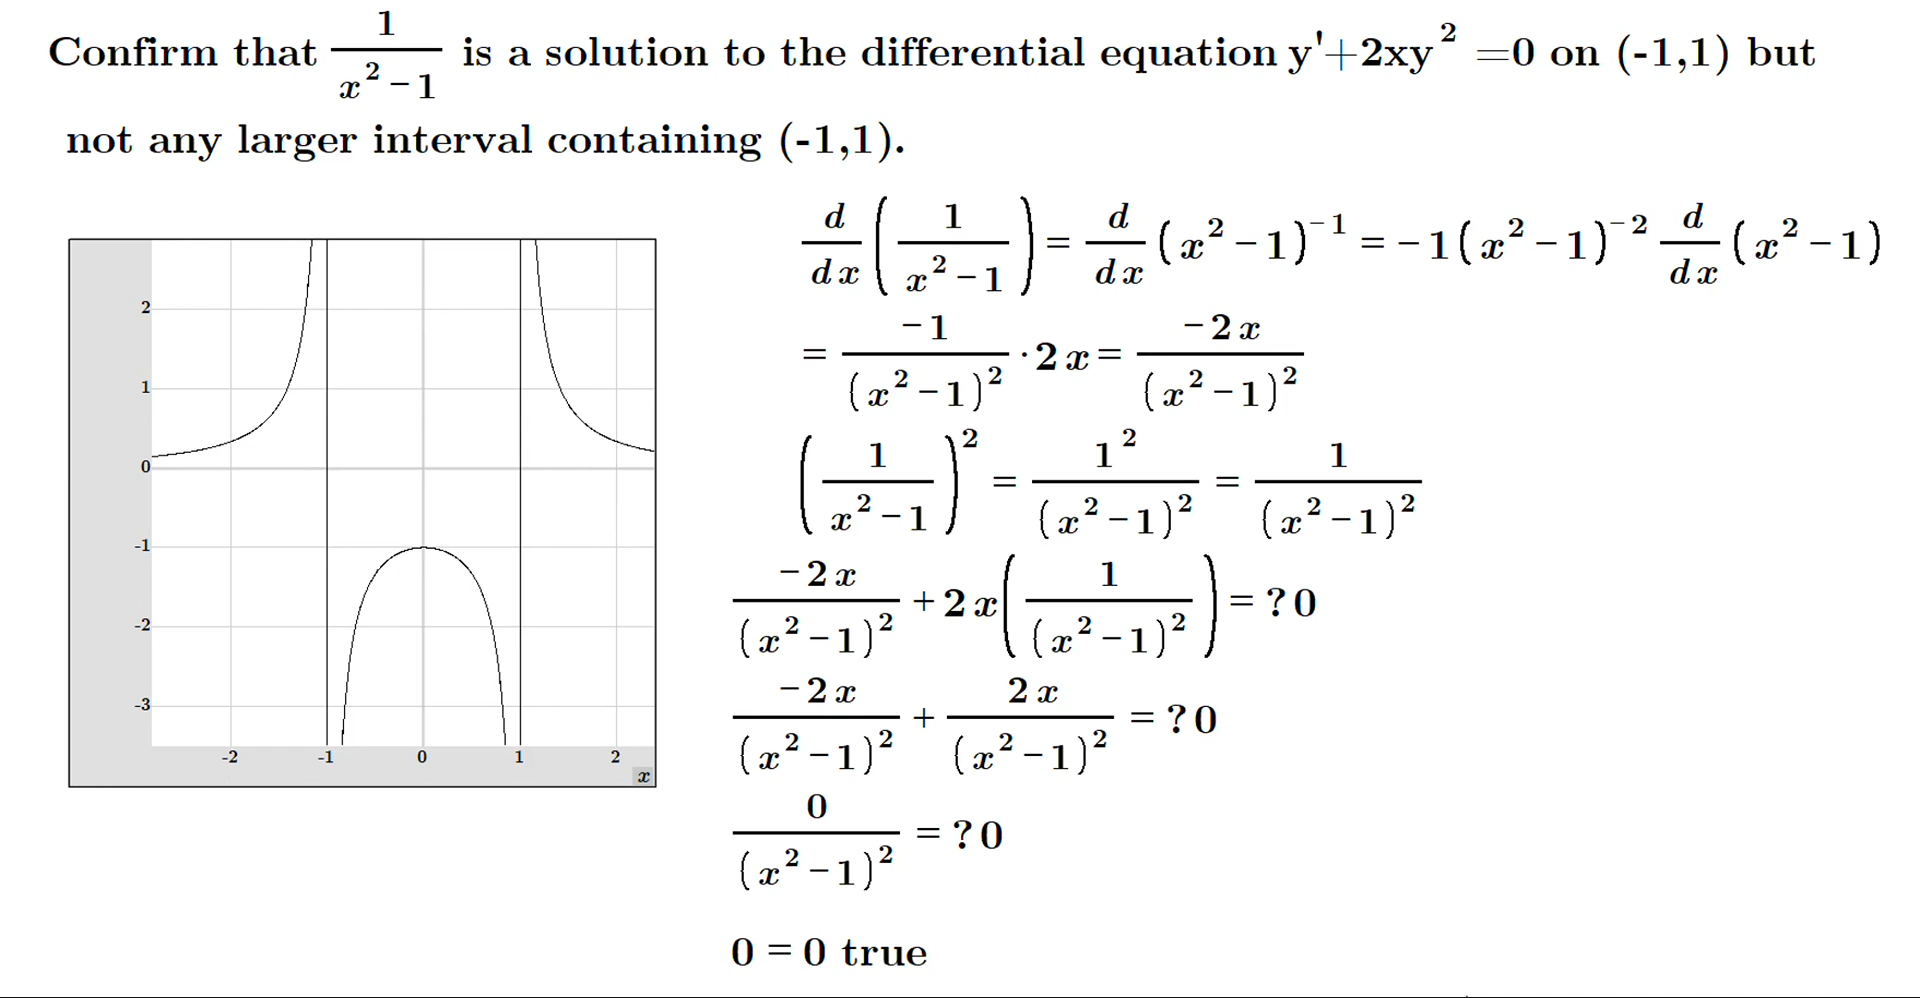 Confirm that 1/(x^2 − 1) is a solution to the differential equation y'+2xy^2 =0 on (-1,1) but
not any larger interval containing (-1,1).
d/dx (1/(x^2 − 1)) = d/dx (x^2 − 1)^−1 = −1(x^2 − 1)^−2 d/dx (x^2 − 1)
= −1/(x^2 − 1)^2 · 2x = −2x/(x^2 − 1)^2
(1/(x^2 − 1))^2 = 1^2/(x^2 − 1)^2 = 1/(x^2 − 1)^2
−2x/(x^2 − 1)^2 + 2x(1/(x^2 − 1)^2) = ? 0
−2x/(x^2 − 1)^2 + 2x/(x^2 − 1)^2 = ? 0
0/(x^2 − 1)^2 = ? 0
0 = 0 true
2
1
0
-1
-2
-3
-2 -1 0 1 2
x